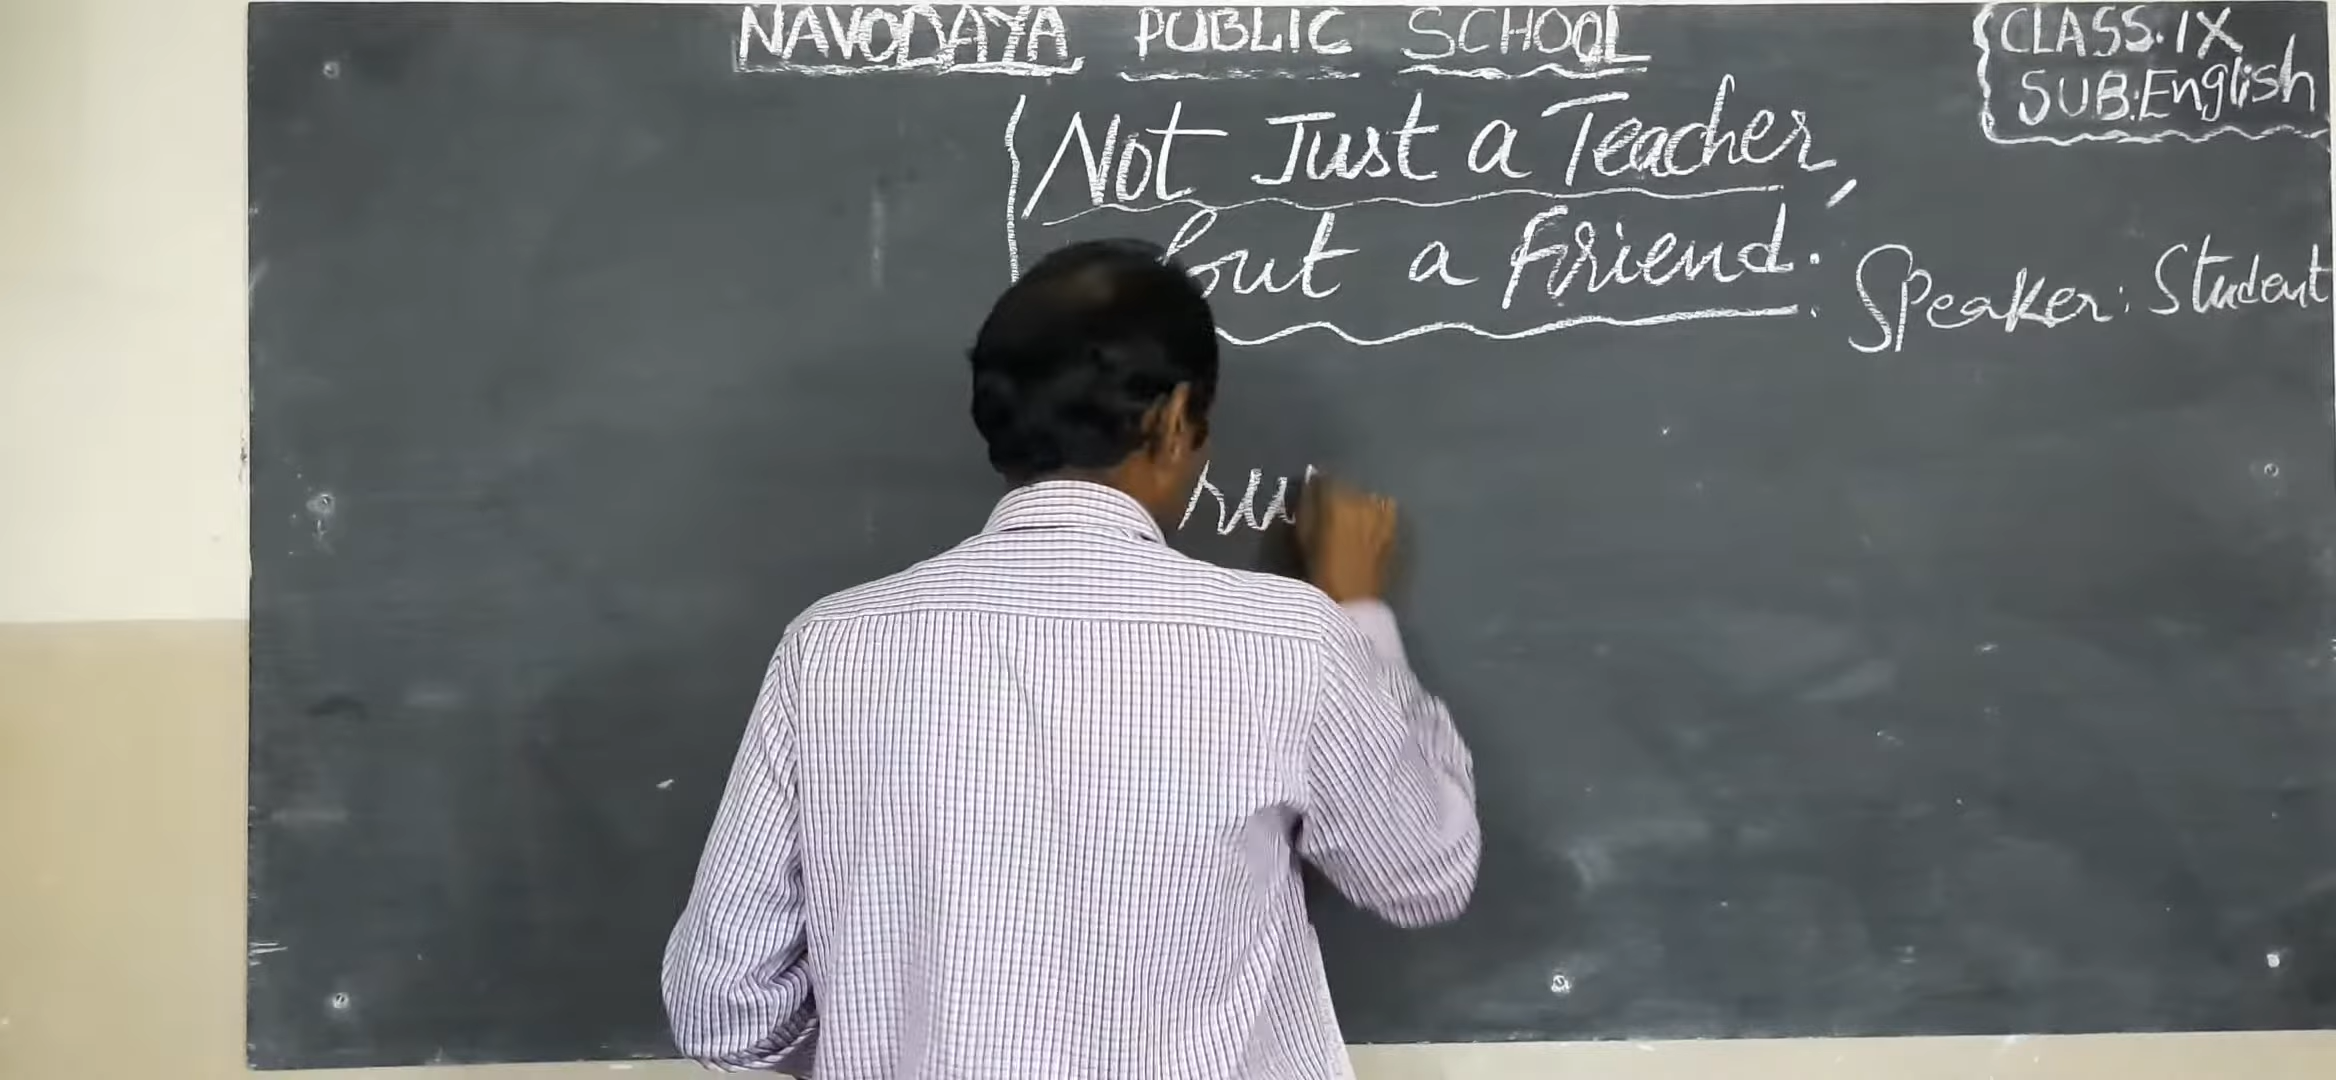 NAVODAYA PUBLIC SCHOOL
CLASS.IX
SUB:English
Not Just a Teacher,
but a Friend.
Speaker: Student